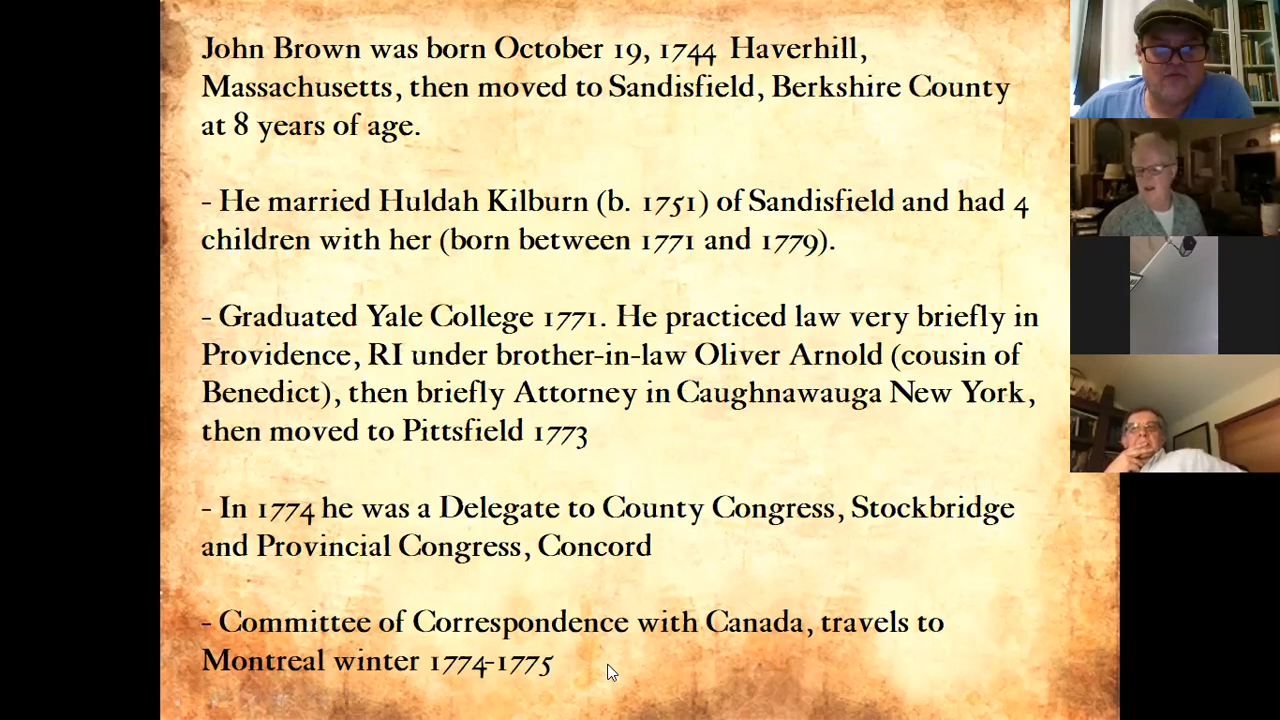 John Brown was born October 19, 1744 Haverhill,
Massachusetts, then moved to Sandisfield, Berkshire County
at 8 years of age.
- He married Huldah Kilburn (b. 1751) of Sandisfield and had 4
children with her (born between 1771 and 1779).
- Graduated Yale College 1771. He practiced law very briefly in
Providence, RI under brother-in-law Oliver Arnold (cousin of
Benedict), then briefly Attorney in Caughnawauga New York,
then moved to Pittsfield 1773
- In 1774 he was a Delegate to County Congress, Stockbridge
and Provincial Congress, Concord
- Committee of Correspondence with Canada, travels to
Montreal winter 1774-1775